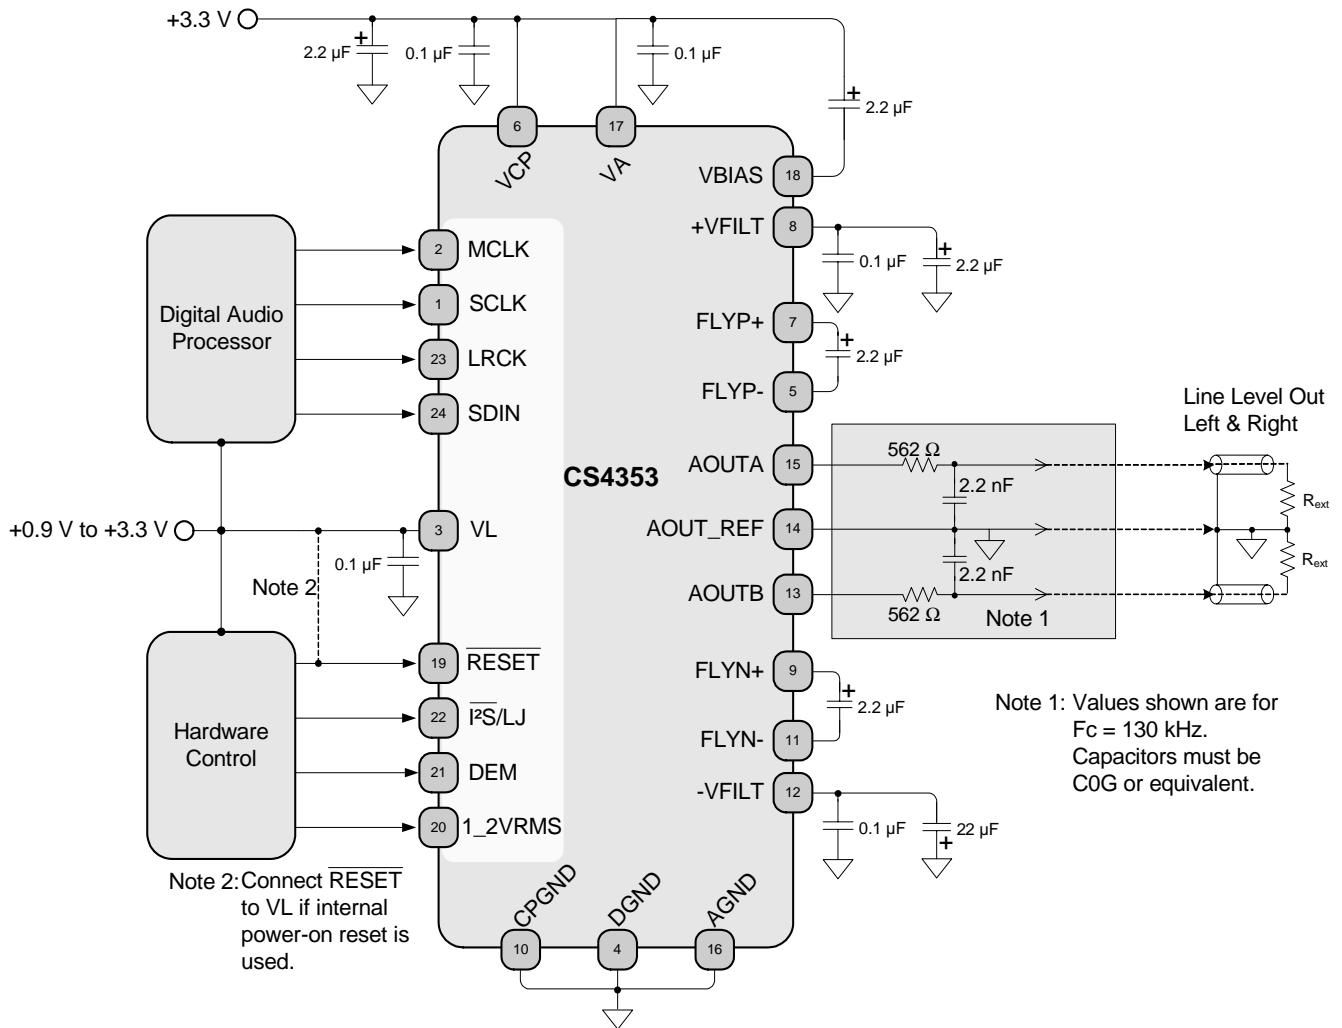 +3.3 V
2.2 µF
0.1 µF
0.1 µF
2.2 µF
6
17
VCP
VA
VBIAS
18
+VFILT
8
0.1 µF
2.2 µF
Digital Audio
Processor
2
MCLK
1
SCLK
23
LRCK
24
SDIN
FLYP+
7
2.2 µF
FLYP-
5
CS4353
Line Level Out
Left & Right
AOUTA
15
562 Ω
2.2 nF
Rext
+0.9 V to +3.3 V
3
VL
0.1 µF
Note 2
AOUT_REF
14
2.2 nF
Rext
AOUTB
13
562 Ω
Note 1
Hardware
Control
19
RESET
22
I²S/LJ
21
DEM
20
1_2VRMS
FLYN+
9
2.2 µF
FLYN-
11
-VFILT
12
0.1 µF
22 µF
Note 1: Values shown are for
Fc = 130 kHz.
Capacitors must be
C0G or equivalent.
Note 2: Connect RESET
to VL if internal
power-on reset is
used.
CPGND
DGND
AGND
10
4
16